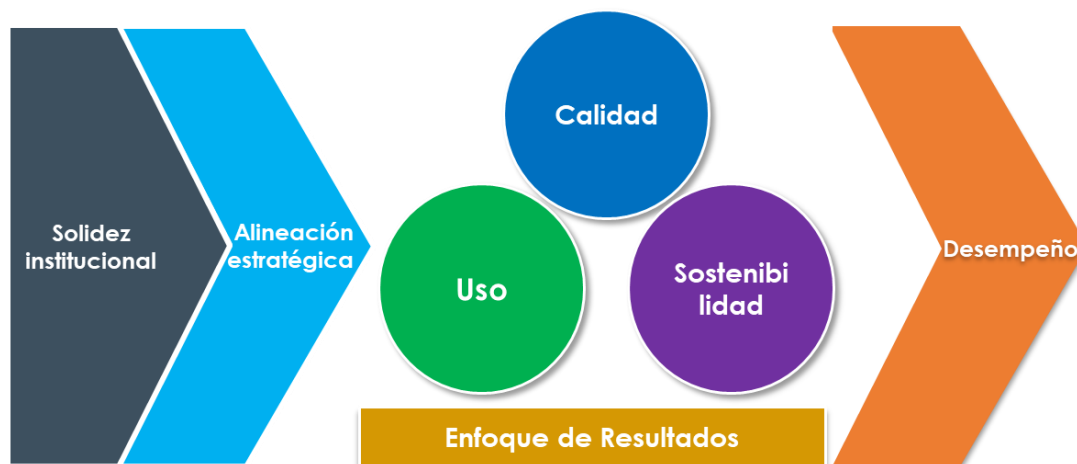 Solidez
institucional
Alineación
estratégica
Calidad
Uso
Sostenibi
lidad
Enfoque de Resultados
Desempeño